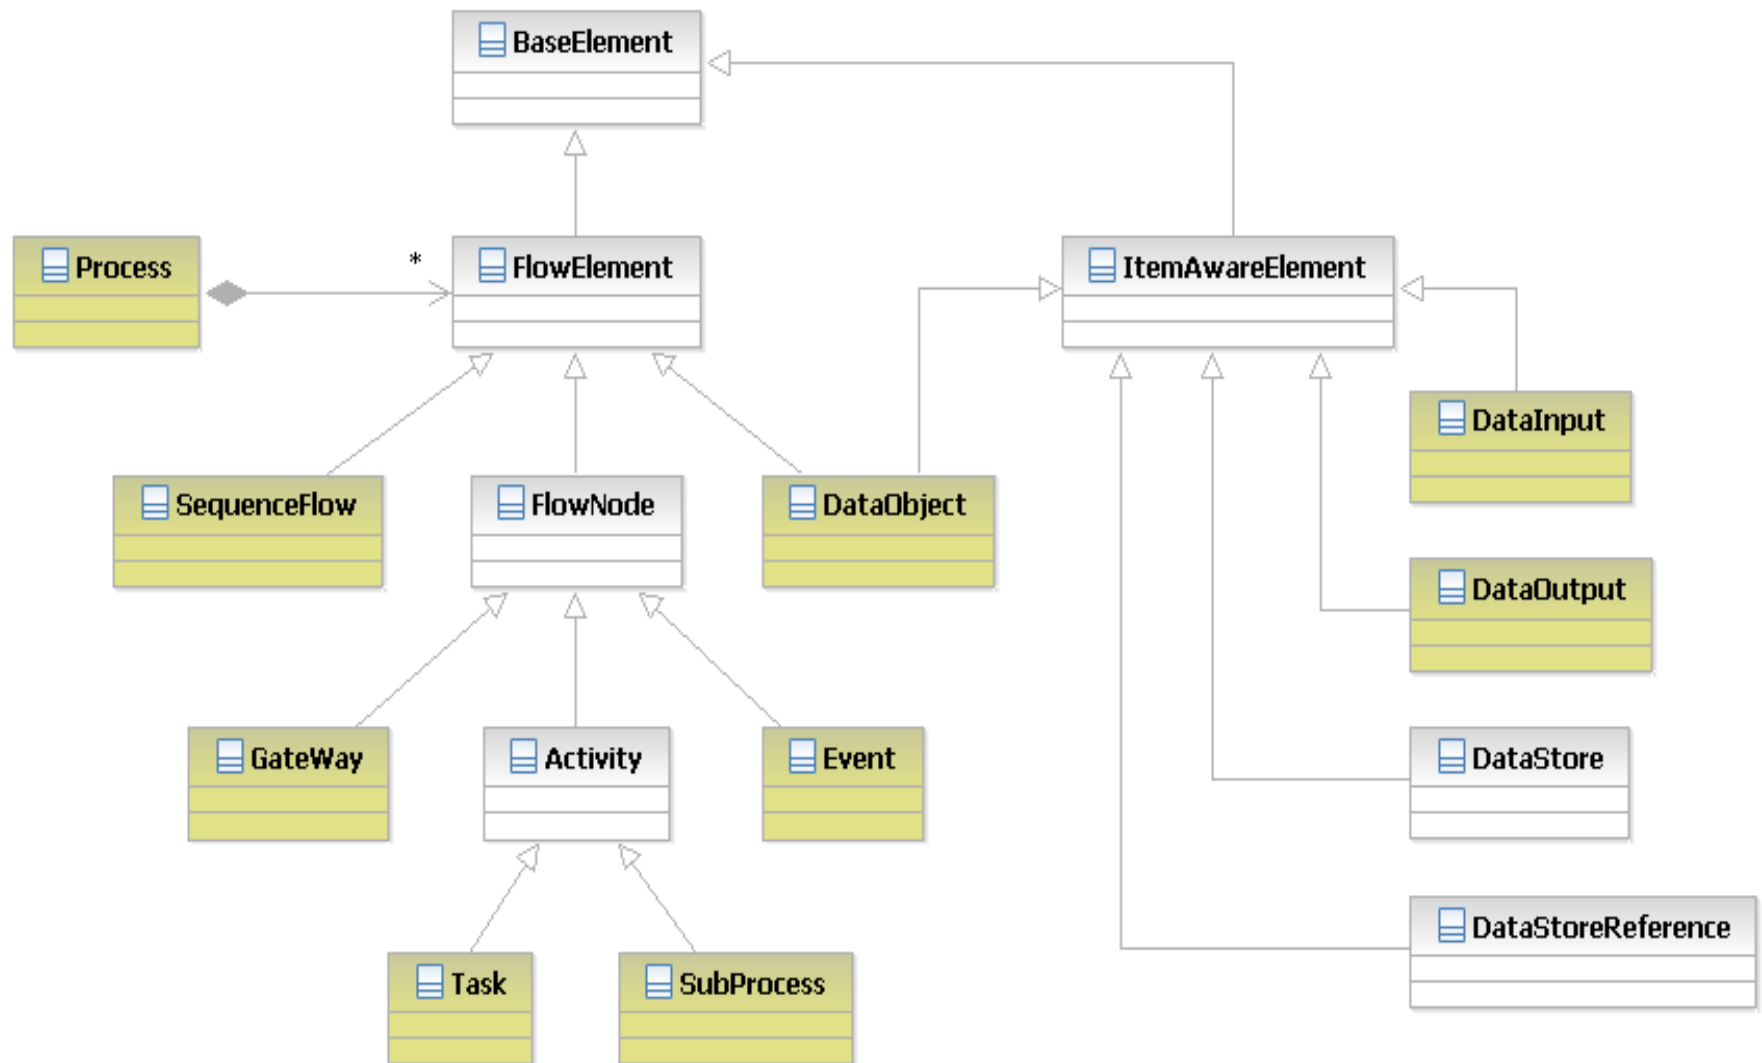 BaseElement
Process
*
FlowElement
ItemAwareElement
DataInput
SequenceFlow
FlowNode
DataObject
DataOutput
GateWay
Activity
Event
DataStore
DataStoreReference
Task
SubProcess